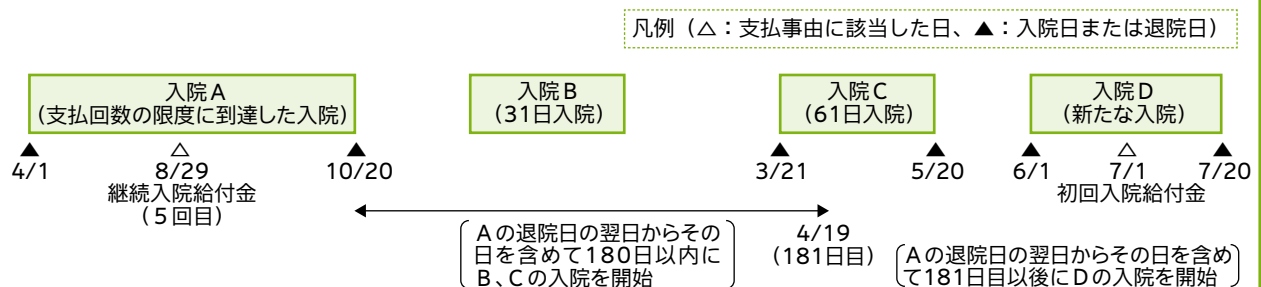 凡例（△：支払事由に該当した日、▲：入院日または退院日）
入院A
（支払回数の限度に到達した入院）
入院B
（31日入院）
入院C
（61日入院）
入院D
（新たな入院）
▲ △ ▲ ▲ ▲ ▲ △ ▲
4/1 8/29 10/20 3/21 5/20 6/1 7/1 7/20
継続入院給付金
（5回目）
初回入院給付金
Aの退院日の翌日からその
日を含めて180日以内に
B、Cの入院を開始
4/19
（181日目）
Aの退院日の翌日からその日を含め
て181日目以後にDの入院を開始